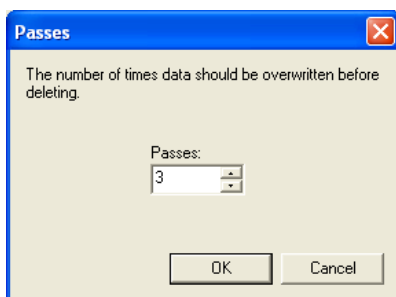 Passes
The number of times data should be overwritten before
deleting.
Passes:
3
OK Cancel